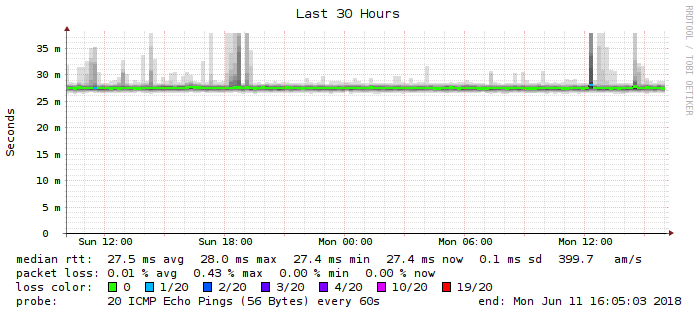 Last 30 Hours
RRDTOOL / TOBI OETIKER
Seconds
35 m
30 m
25 m
20 m
15 m
10 m
5 m
0
Sun 12:00 Sun 18:00 Mon 00:00 Mon 06:00 Mon 12:00
median rtt: 27.5 ms avg 28.0 ms max 27.4 ms min 27.4 ms now 0.1 ms sd 399.7 am/s
packet loss: 0.01 % avg 0.43 % max 0.00 % min 0.00 % now
loss color: 0 1/20 2/20 3/20 4/20 10/20 19/20
probe: 20 ICMP Echo Pings (56 Bytes) every 60s end: Mon Jun 11 16:05:03 2018